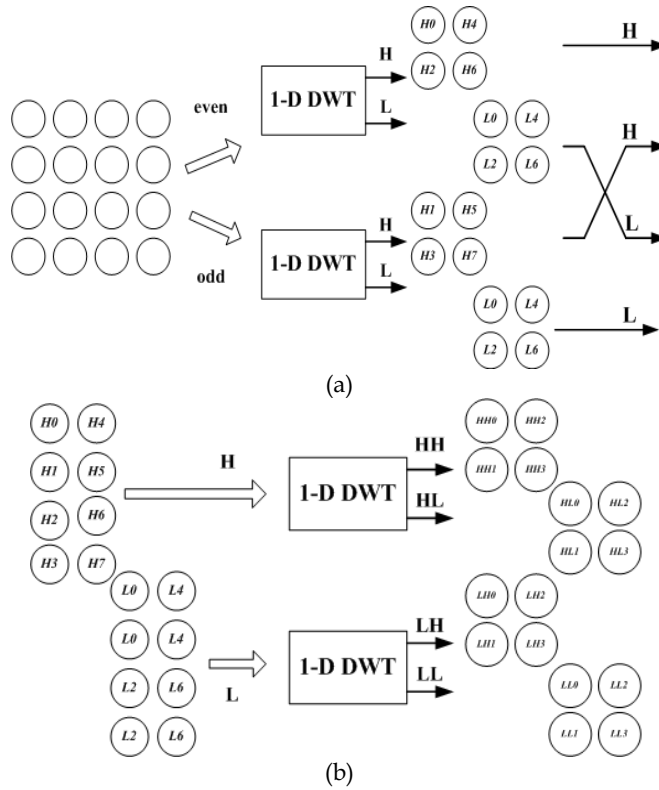 H0 H4
H
H
H2 H6
1-D DWT
L
even
L0 L4
H
L2 L6
H1 H5
H
L
1-D DWT
H3 H7
L
odd
L0 L4
L
L2 L6
(a)
H0 H4
HH
HH0 HH2
H
H1 H5
HH1 HH3
1-D DWT
HL
H2 H6
HL0 HL2
H3 H7
HL1 HL3
L0 L4
LH0 LH2
LH
L0 L4
LH1 LH3
1-D DWT
LL
L2 L6
L
LL0 LL2
L2 L6
LL1 LL3
(b)